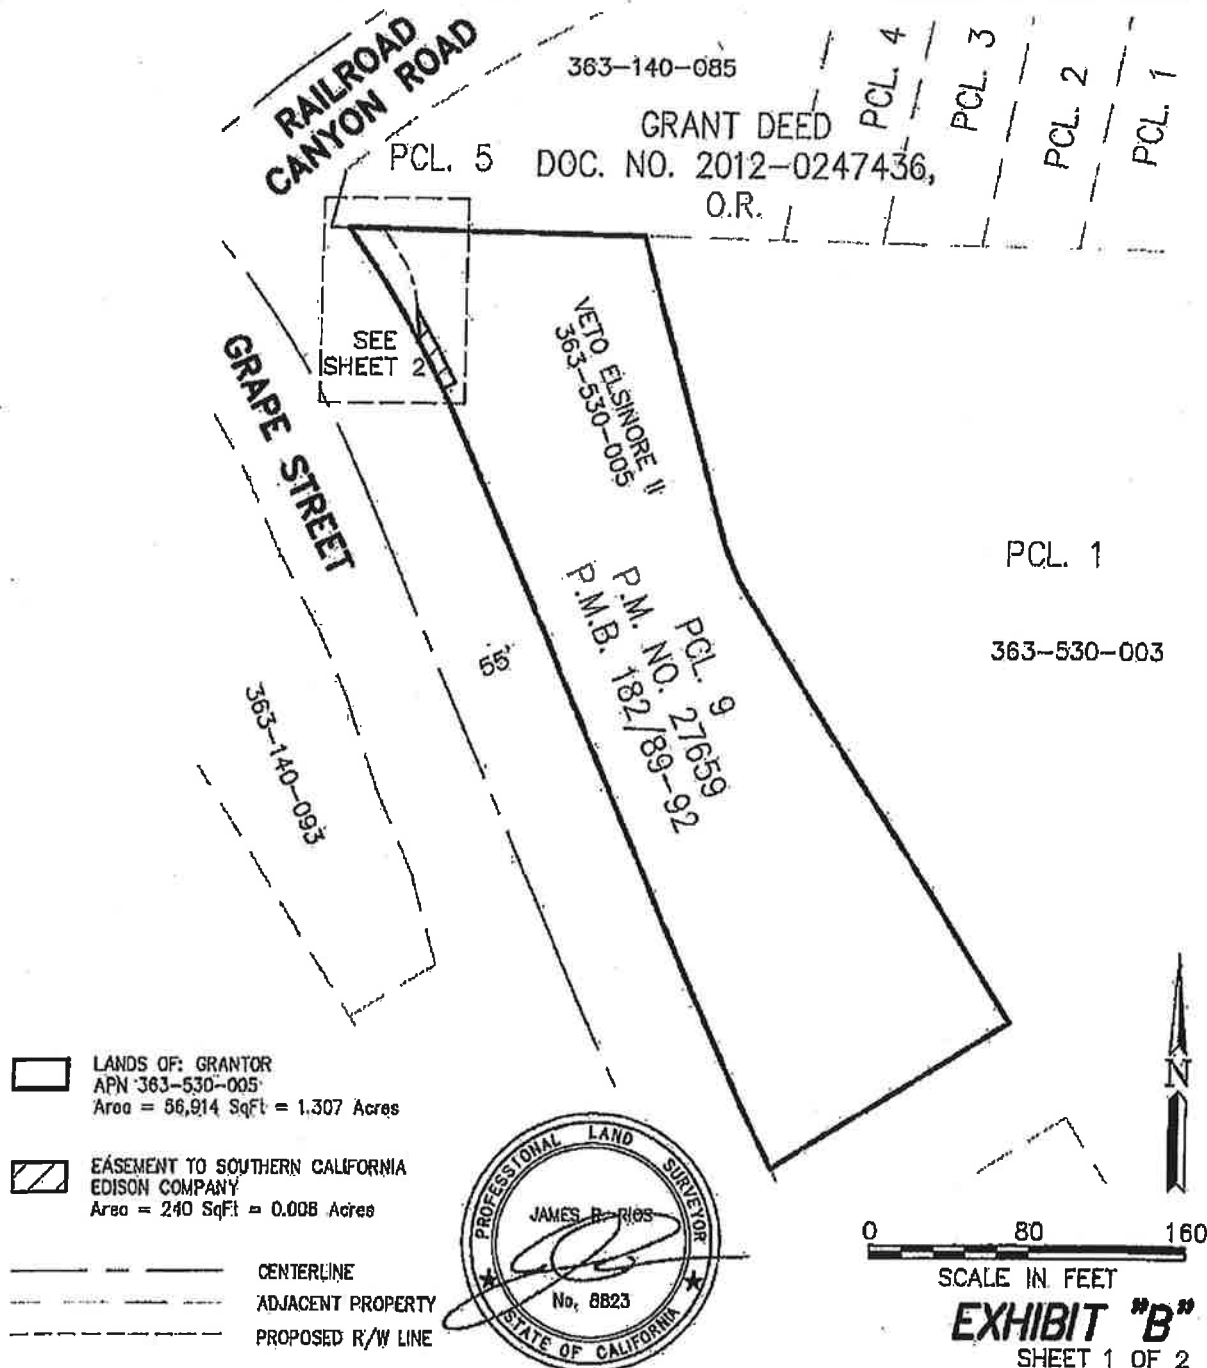 RAILROAD
CANYON ROAD
363-140-085
PCL. 4
PCL. 3
PCL. 2
PCL. 1
GRANT DEED
PCL. 5
DOC. NO. 2012-0247436,
O.R.
SEE
SHEET 2
VETO ELSINORE II
363-530-005
GRAPE STREET
PCL. 1
363-530-003
PCL. 9
P.M. NO. 27659
P.M.B. 182/89-92
55'
363-140-093
LANDS OF: GRANTOR
APN 363-530-005
Area = 56,914 SqFt = 1.307 Acres
EASEMENT TO SOUTHERN CALIFORNIA
EDISON COMPANY
Area = 240 SqFt = 0.006 Acres
CENTERLINE
ADJACENT PROPERTY
PROPOSED R/W LINE
PROFESSIONAL LAND SURVEYOR
JAMES R. RIOS
No. 8823
STATE OF CALIFORNIA
N
0 80 160
SCALE IN FEET
EXHIBIT "B"
SHEET 1 OF 2